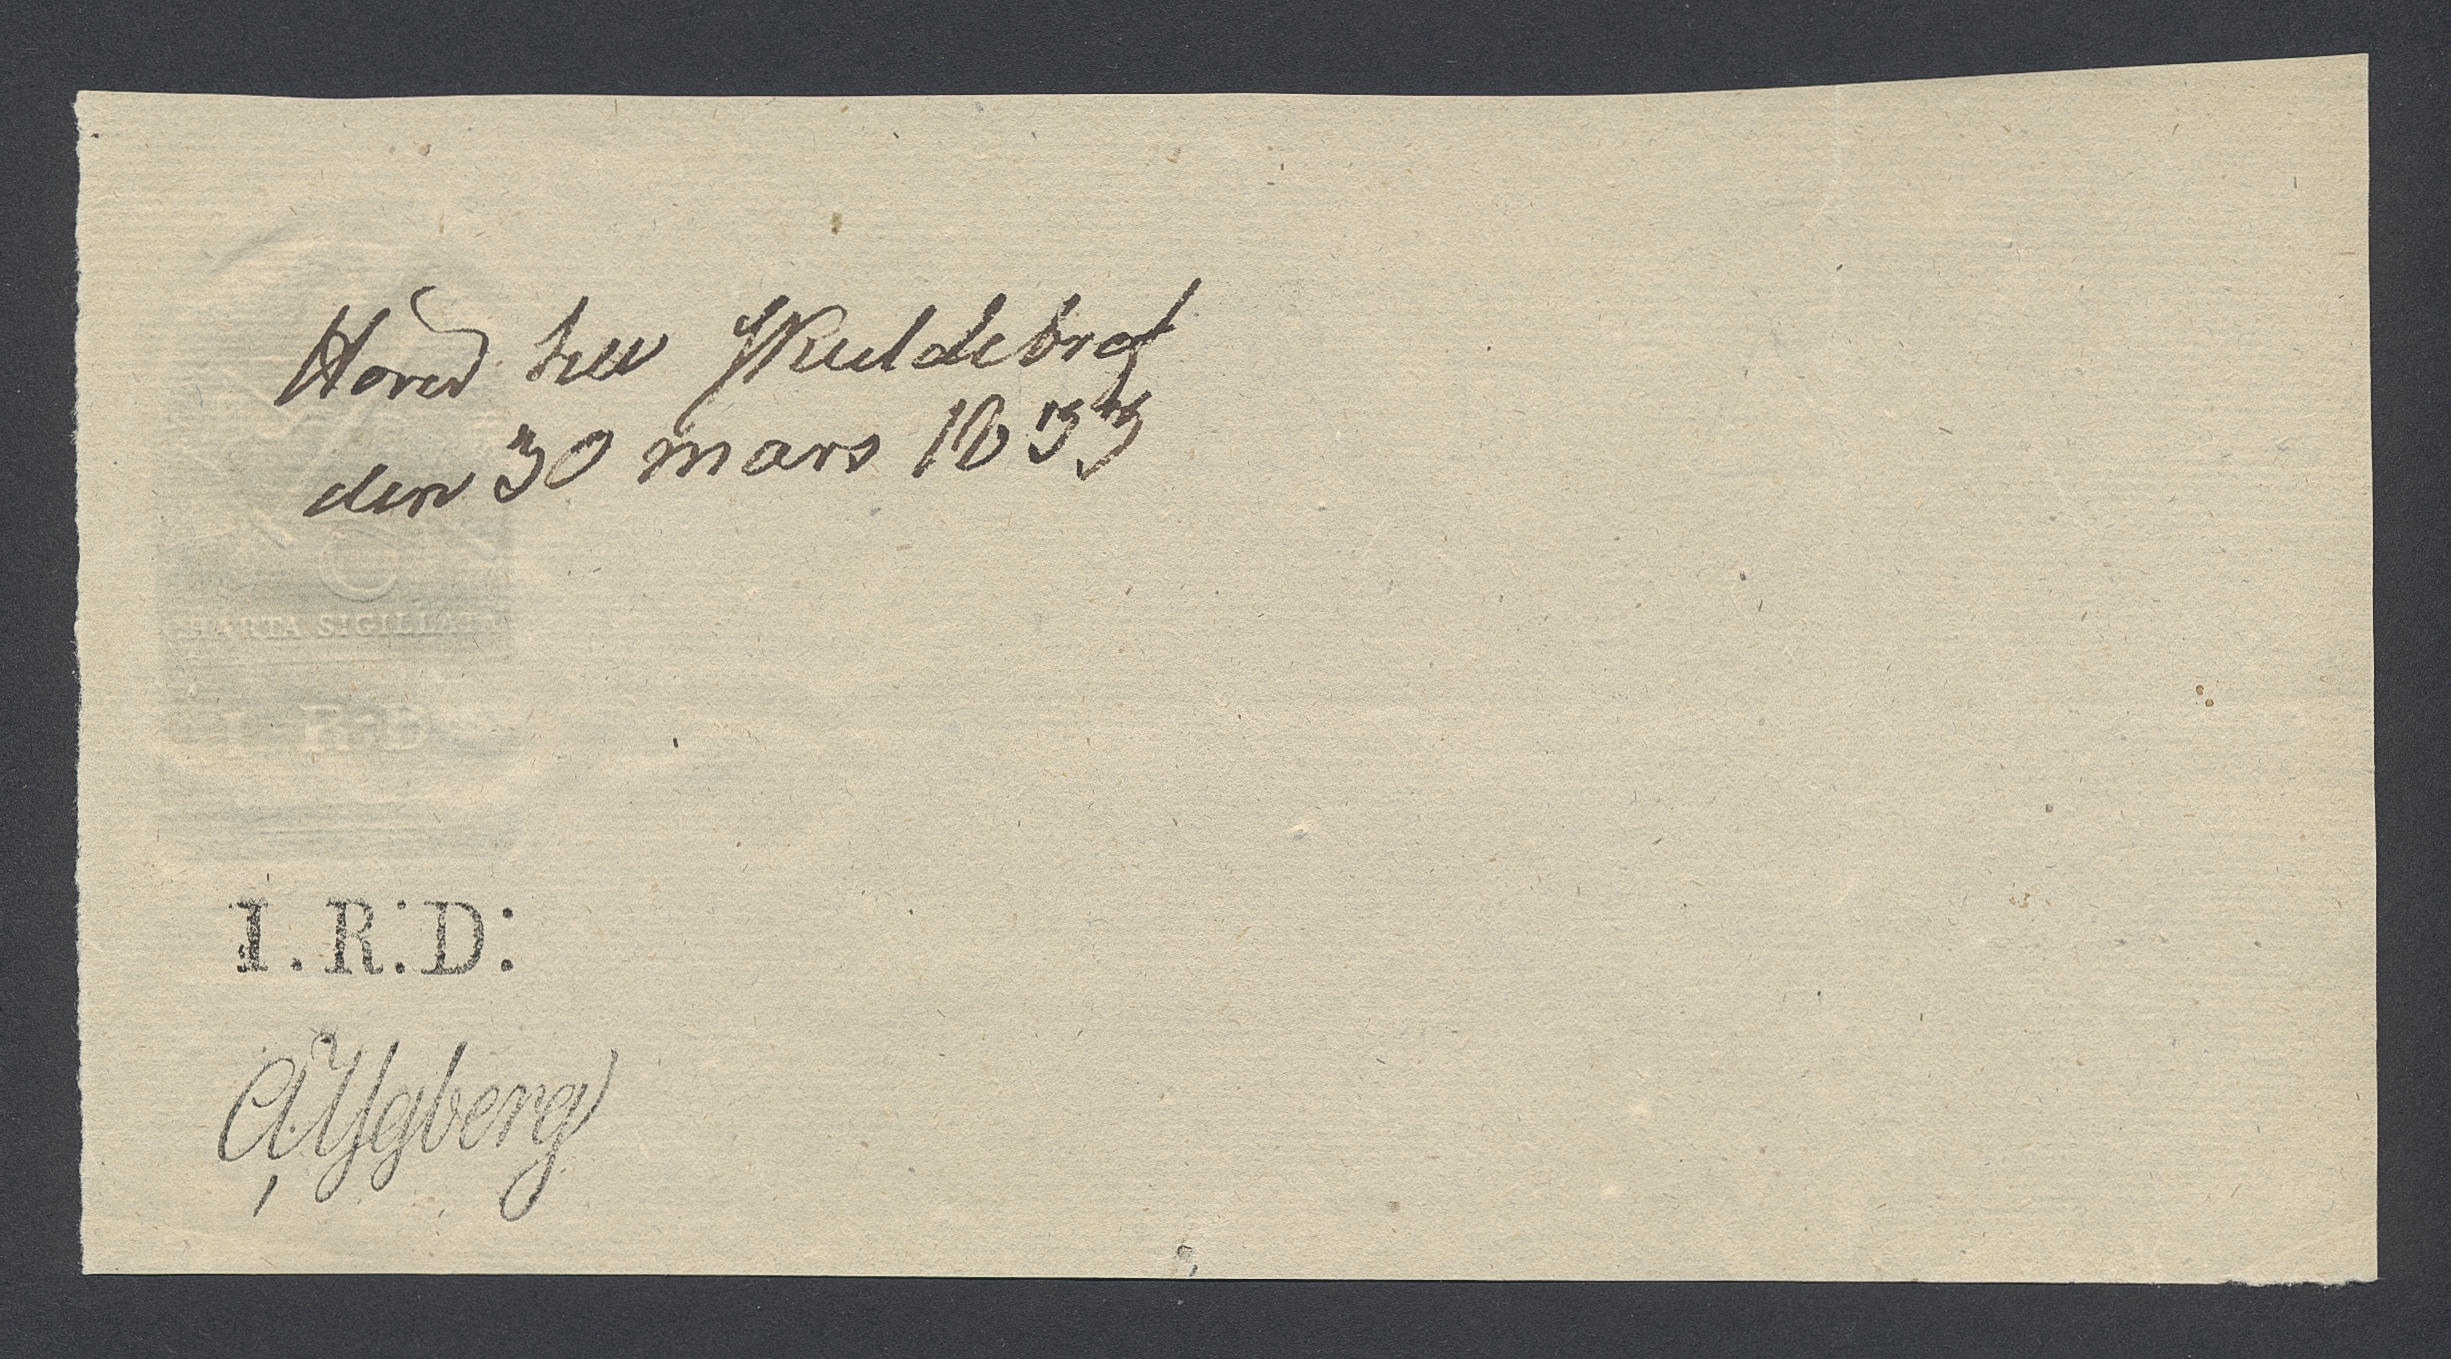 Hörer till Skuldebref
den 30 mars 1833
CHARTA SIGILLATA
I. R:D:
I.R:D:
A.Ygberg